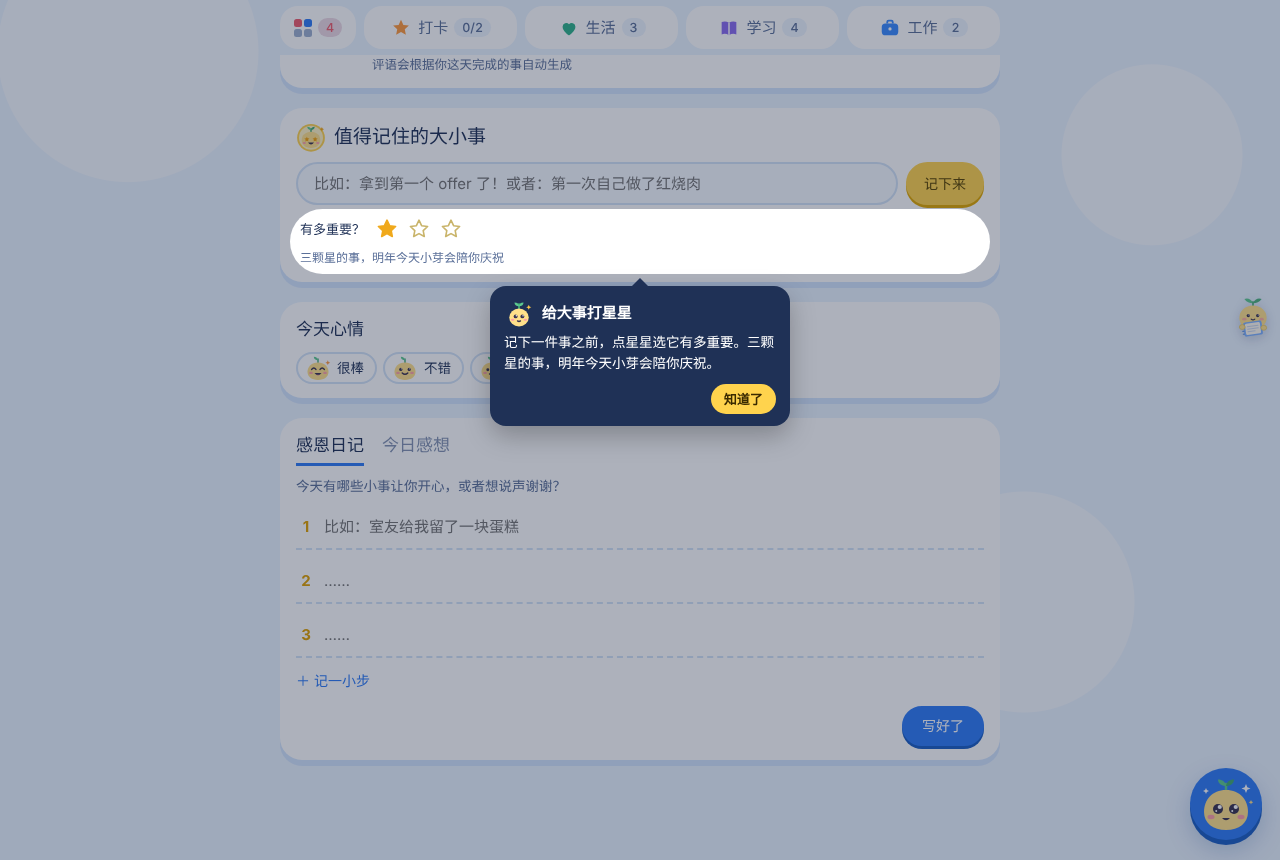 4
打卡 0/2
生活 3
学习 4
工作 2
评语会根据你这天完成的事自动生成
值得记住的大小事
比如：拿到第一个 offer 了！或者：第一次自己做了红烧肉
记下来
有多重要？
三颗星的事，明年今天小芽会陪你庆祝
给大事打星星
记下一件事之前，点星星选它有多重要。三颗
星的事，明年今天小芽会陪你庆祝。
知道了
今天心情
很棒
不错
感恩日记 今日感想
今天有哪些小事让你开心，或者想说声谢谢？
1 比如：室友给我留了一块蛋糕
2 ......
3 ......
+ 记一小步
写好了